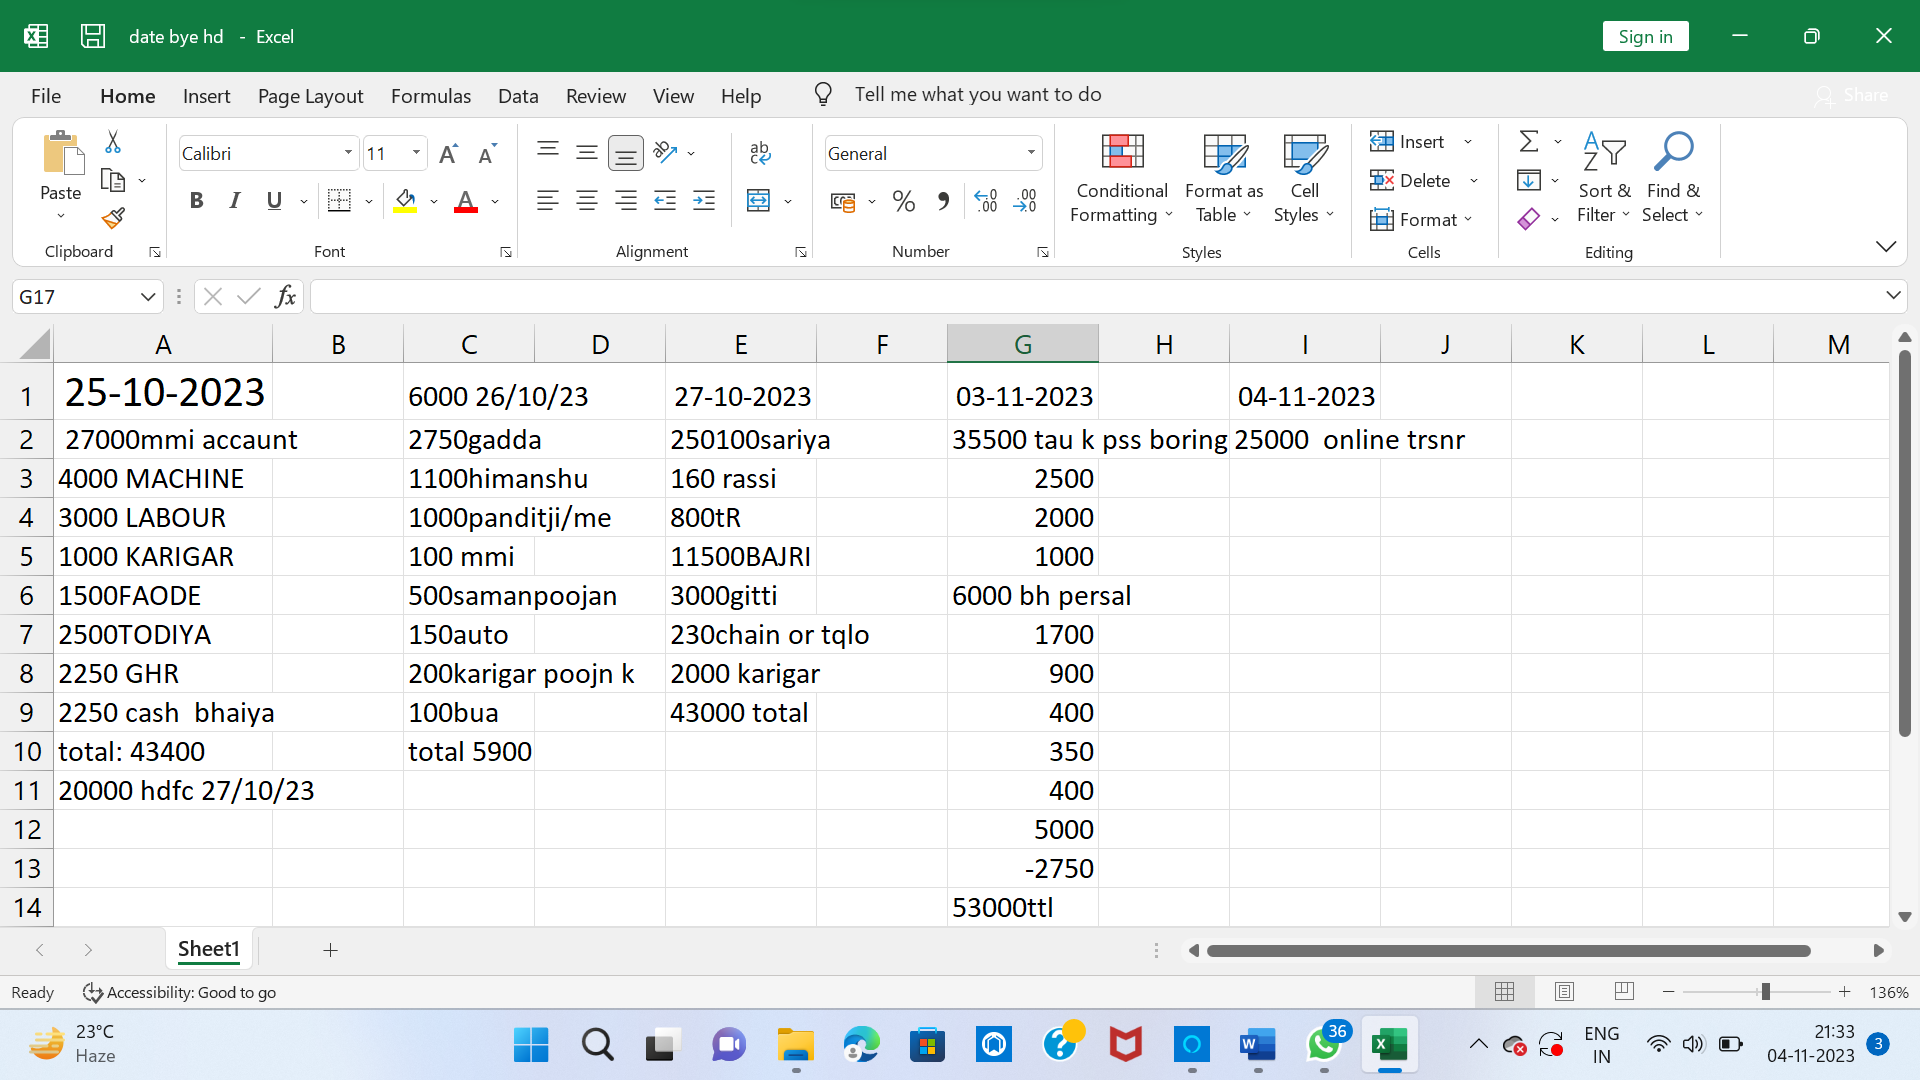 date bye hd - Excel
Sign in
File Home Insert Page Layout Formulas Data Review View Help Tell me what you want to do Share
Paste
Clipboard
Calibri 11
B I U
Font
ab c
Alignment
General
% , .00 .00
Number
Conditional Formatting
Format as Table
Cell Styles
Styles
Insert
Delete
Format
Cells
Sort & Filter
Find & Select
Editing
G17 fx
A B C D E F G H I J K L M
1 25-10-2023 6000 26/10/23 27-10-2023 03-11-2023 04-11-2023
2 27000mmi accaunt 2750gadda 250100sariya 35500 tau k pss boring 25000 online trsnr
3 4000 MACHINE 1100himanshu 160 rassi 2500
4 3000 LABOUR 1000panditji/me 800tR 2000
5 1000 KARIGAR 100 mmi 11500BAJRI 1000
6 1500FAODE 500samanpoojan 3000gitti 6000 bh persal
7 2500TODIYA 150auto 230chain or tqlo 1700
8 2250 GHR 200karigar poojn k 2000 karigar 900
9 2250 cash bhaiya 100bua 43000 total 400
10 total: 43400 total 5900 350
11 20000 hdfc 27/10/23 400
12 5000
13 -2750
14 53000ttl
Sheet1
Ready Accessibility: Good to go 136%
23°C
Haze
36
ENG
IN
21:33
04-11-2023
3